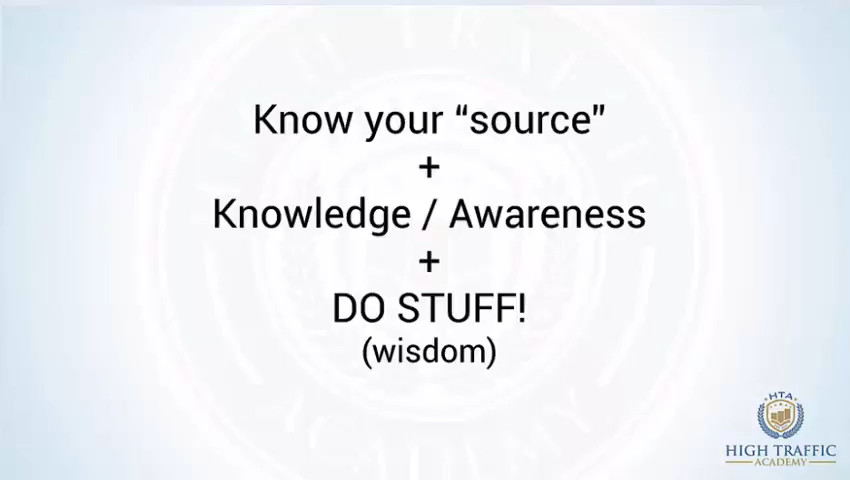 Know your “source”
+
Knowledge / Awareness
+
DO STUFF!
(wisdom)
HTA
HIGH TRAFFIC
ACADEMY